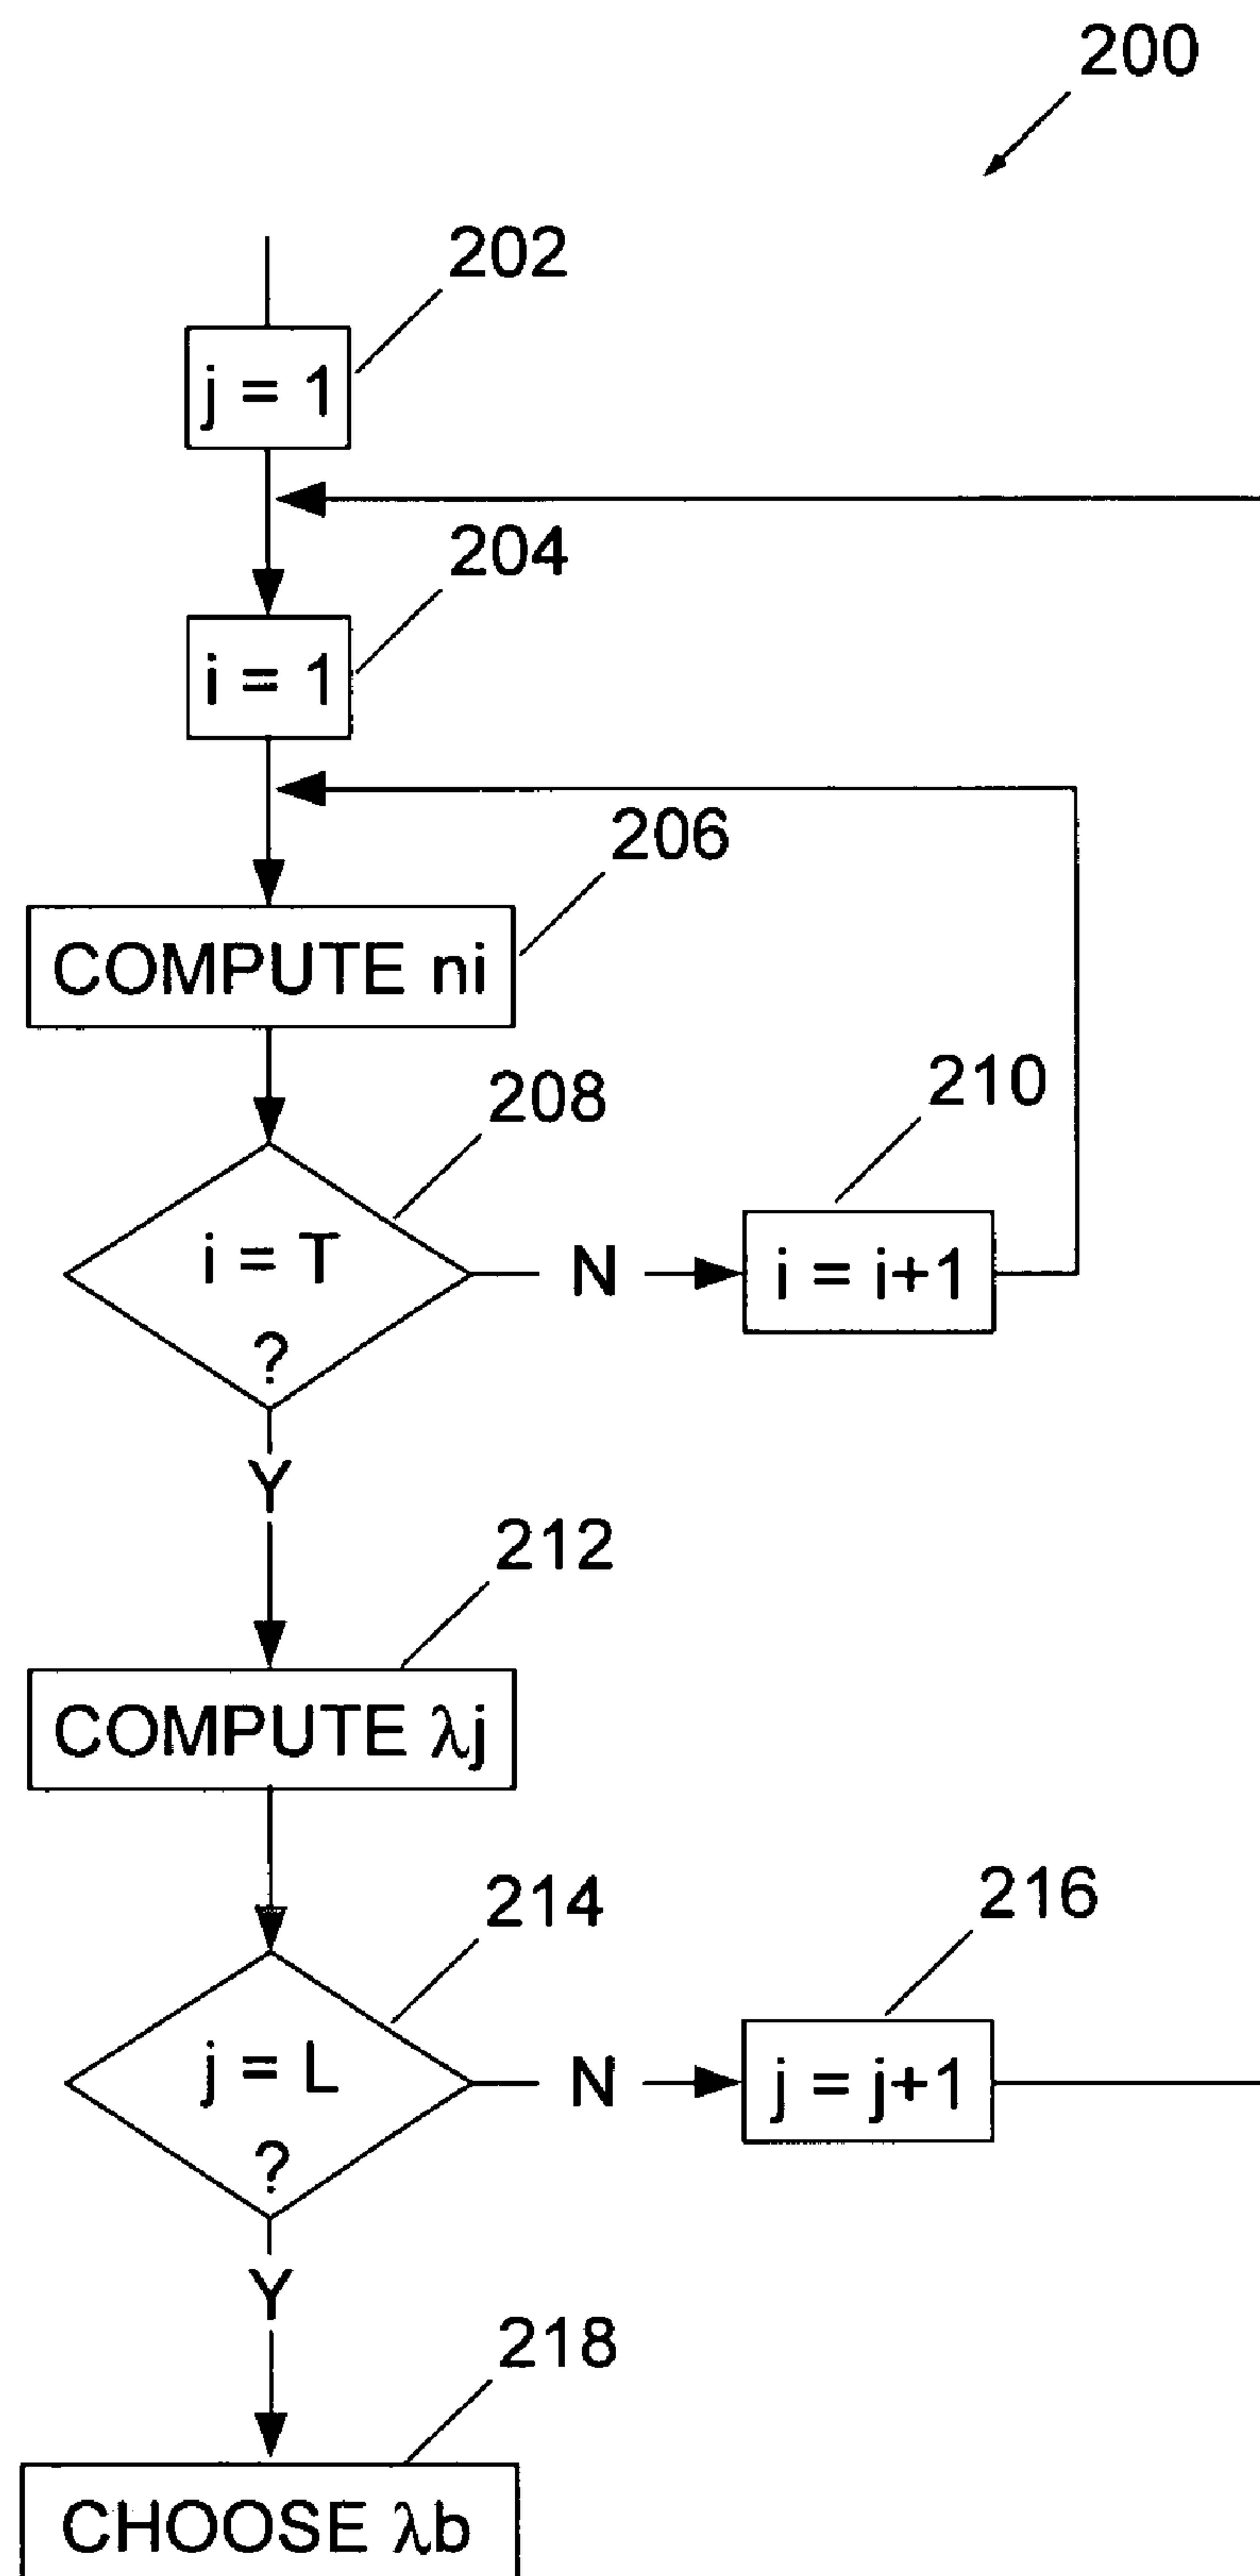 200
202
j = 1
204
i = 1
206
COMPUTE ni
208
210
i = T
?
N
i = i+1
Y
212
COMPUTE λj
214
216
j = L
?
N
j = j+1
Y
218
CHOOSE λb